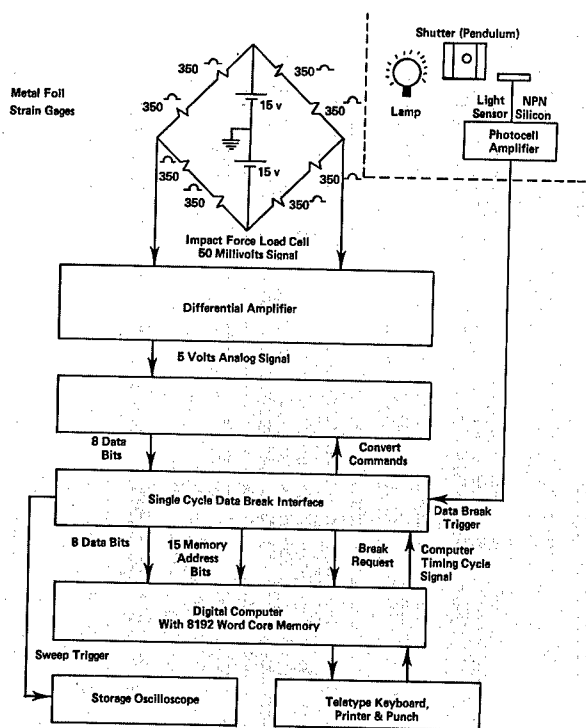 Shutter (Pendulum)
Metal Foil
Strain Gages
350
350
350
350
15 v
15 v
350
350
350
350
Lamp
Light
Sensor
NPN
Silicon
Photocell
Amplifier
Impact Force Load Cell
50 Millivolts Signal
Differential Amplifier
5 Volts Analog Signal
8 Data
Bits
Convert
Commands
Single Cycle Data Break Interface
Data Break
Trigger
8 Data Bits
15 Memory
Address
Bits
Break
Request
Computer
Timing Cycle
Signal
Digital Computer
With 8192 Word Core Memory
Sweep Trigger
Storage Oscilloscope
Teletype Keyboard,
Printer & Punch